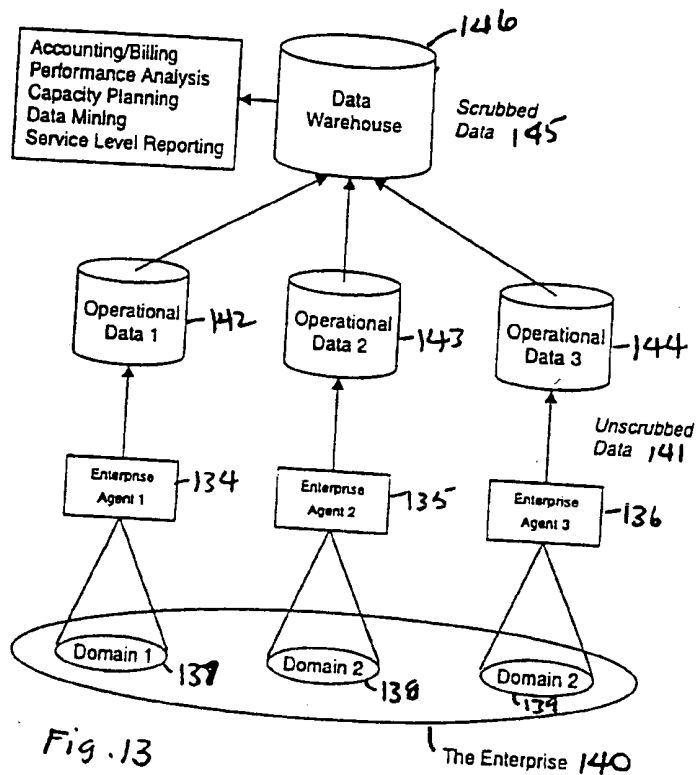 146
Accounting/Billing
Performance Analysis
Capacity Planning
Data Mining
Service Level Reporting
Data
Warehouse
Scrubbed
Data 145
Operational
Data 1
142
Operational
Data 2
143
Operational
Data 3
144
Unscrubbed
Data 141
Enterprise
Agent 1
134
Enterprise
Agent 2
135
Enterprise
Agent 3
136
Domain 1
Domain 2
138
Domain 2
139
Fig. 13
The Enterprise 140